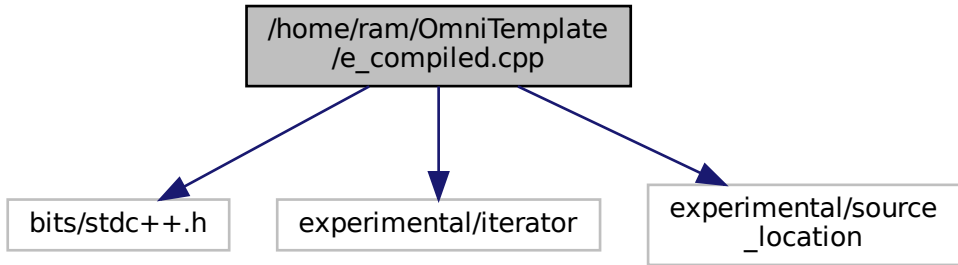 /home/ram/OmniTemplate
/e_compiled.cpp
bits/stdc++.h
experimental/iterator
experimental/source
_location